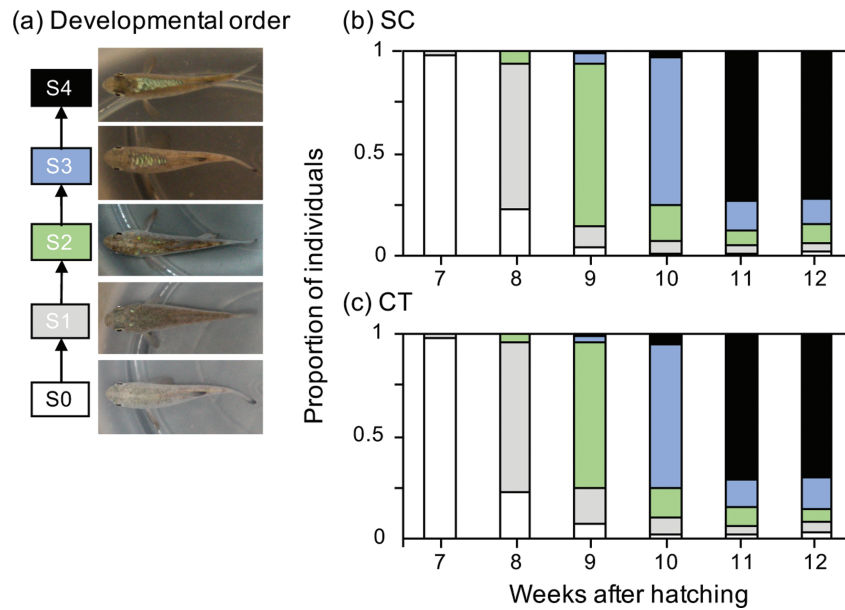 (a) Developmental order
S4
S3
S2
S1
S0
(b) SC
1
0.5
0
7 8 9 10 11 12
(c) CT
1
0.5
0
7 8 9 10 11 12
Proportion of individuals
Weeks after hatching